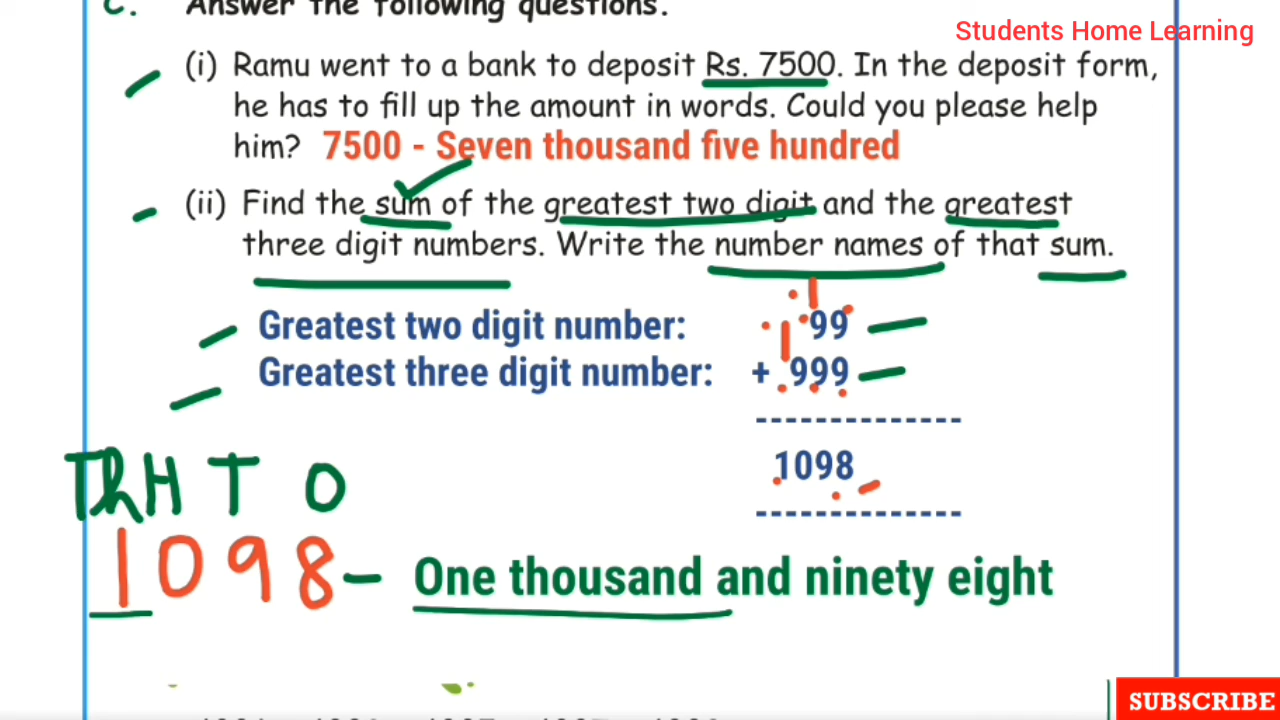 C. Answer the following questions.
Students Home Learning
(i) Ramu went to a bank to deposit Rs. 7500. In the deposit form,
he has to fill up the amount in words. Could you please help
him? 7500 - Seven thousand five hundred
(ii) Find the sum of the greatest two digit and the greatest
three digit numbers. Write the number names of that sum.
Greatest two digit number: 99
Greatest three digit number: + 999
1098
Th H T O
1098 - One thousand and ninety eight
SUBSCRIBE